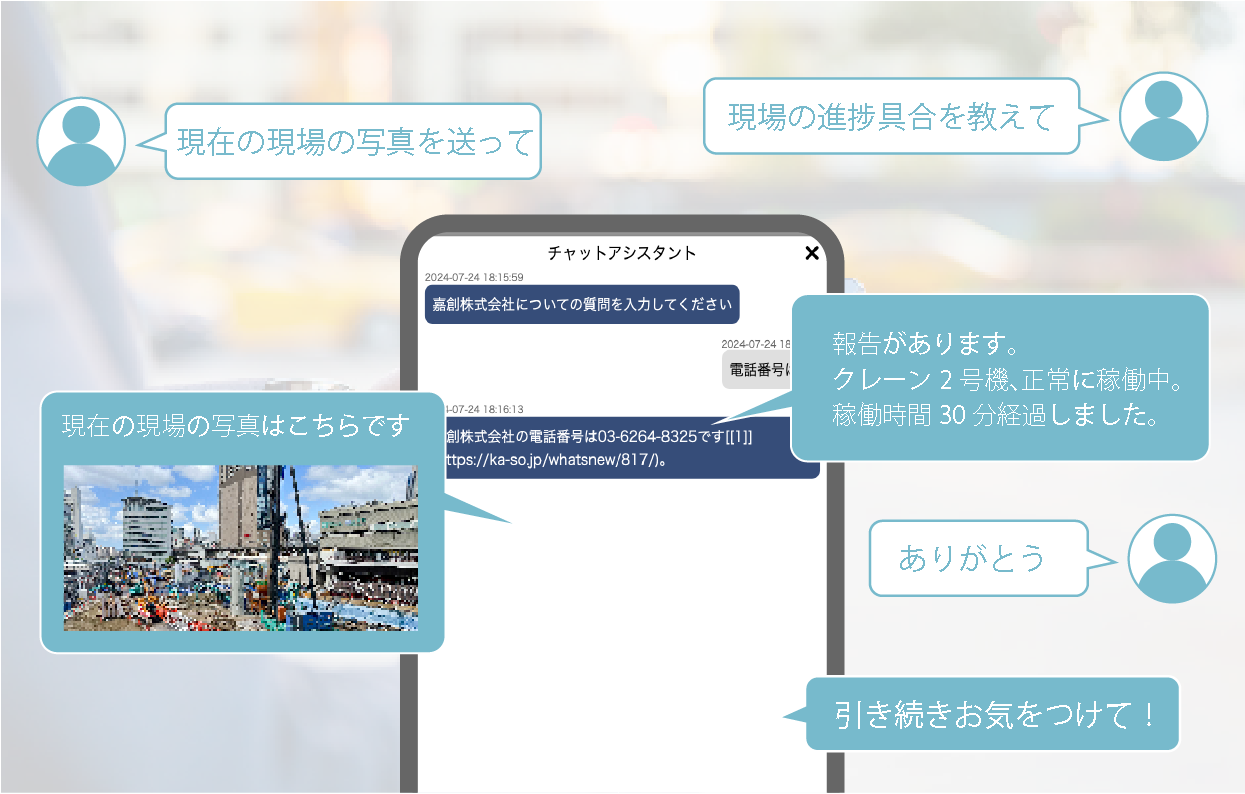 現在の現場の写真を送って
現場の進捗具合を教えて
チャットアシスタント
2024-07-24 18:15:59
嘉創株式会社についての質問を入力してください
2024-07-24 18
電話番号
報告があります。
クレーン2号機、正常に稼働中。
稼働時間30分経過しました。
-07-24 18:16:13
創株式会社の電話番号は03-6264-8325です[[1]]
ttps://ka-so.jp/whatsnew/817/)。
現在の現場の写真はこちらです
ありがとう
引き続きお気をつけて！